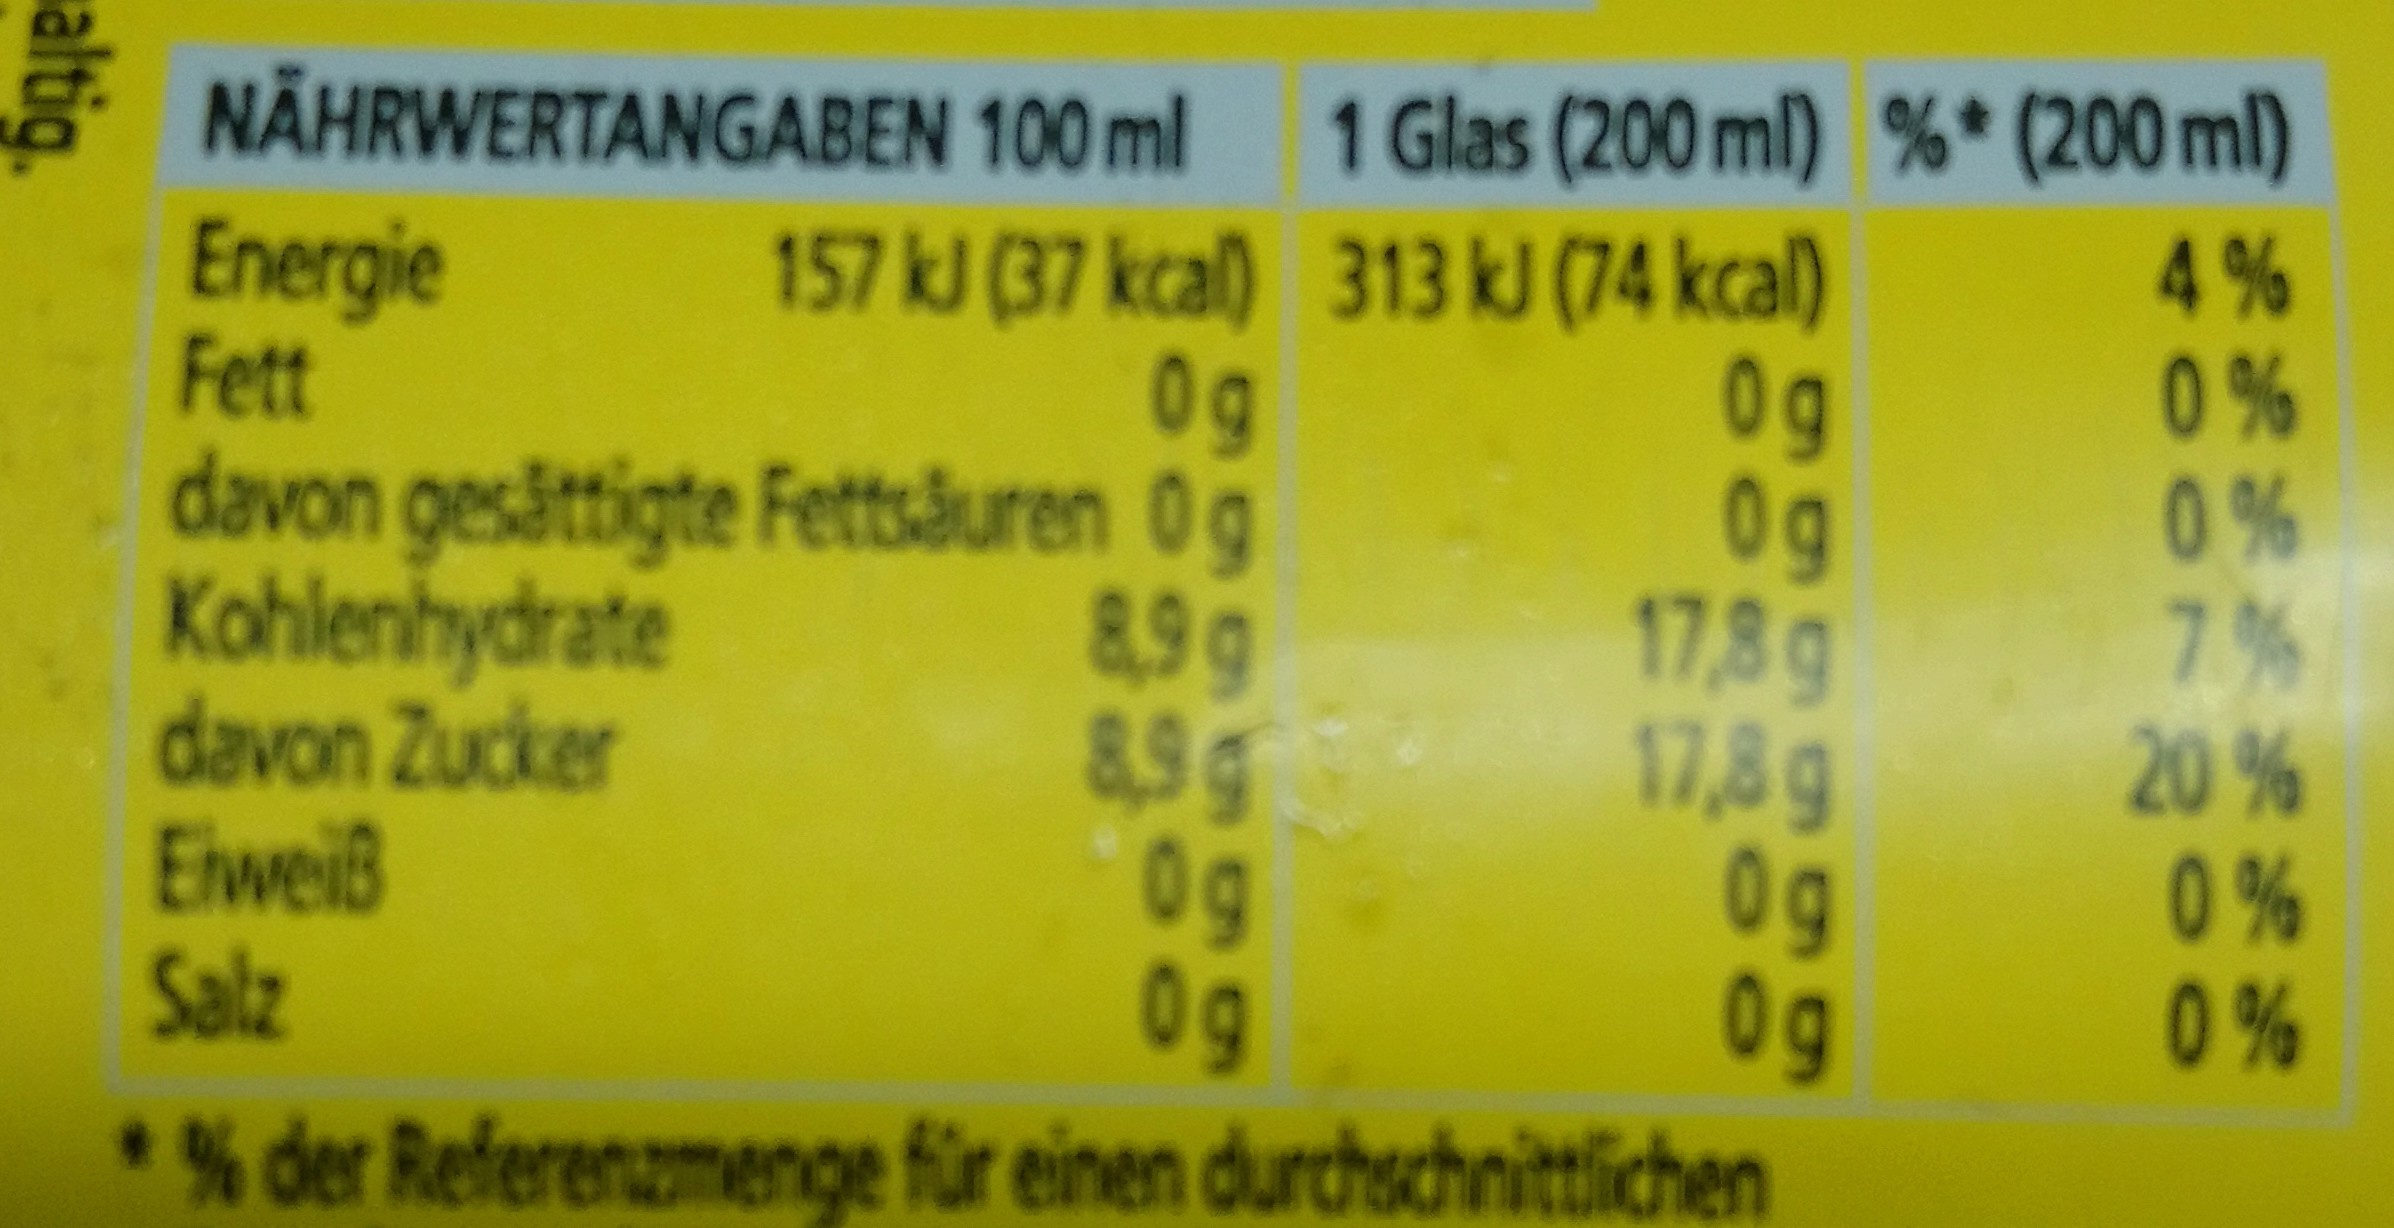 altig.
NÄHRWERTANGABEN 100 ml 1 Glas (200 ml) %* (200 ml)
Energie 157 kJ (37 kcal) 313 kJ (74 kcal) 4 %
Fett 0 g 0 g 0 %
davon gesättigte Fettsäuren 0 g 0 g 0 %
Kohlenhydrate 8,9 g 17,8 g 7 %
davon Zucker 8,9 g 17,8 g 20 %
Eiweiß 0 g 0 g 0 %
Salz 0 g 0 g 0 %
* % der Referenzmenge für einen durchschnittlichen